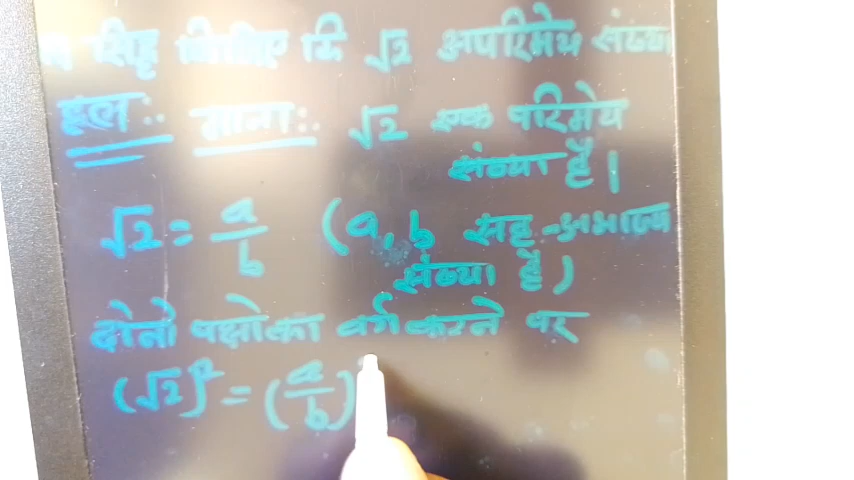 सिद्ध कीजिए कि √2 अपरिमेय संख्या
हल:- माना:- √2 एक परिमेय
संख्या है।
√2 = a/b (a, b सह-अभाज्य
संख्या है)
दोनो पक्षोका वर्ग करने पर
(√2)² = (a/b)